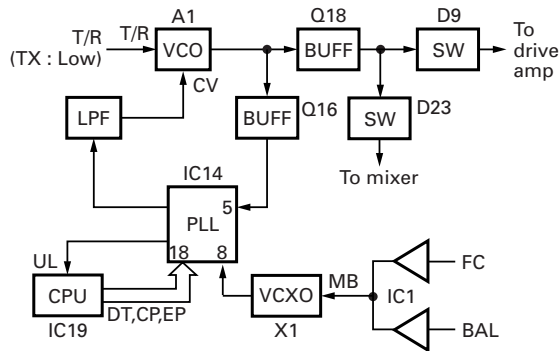 A1 Q18 D9
T/R T/R
(TX : Low)
VCO BUFF SW
To
drive
amp
CV
LPF BUFF Q16 SW D23
To mixer
IC14
PLL 5
18 8
UL
CPU
DT,CP,EP
IC19
VCXO
X1
MB
IC1
FC
BAL